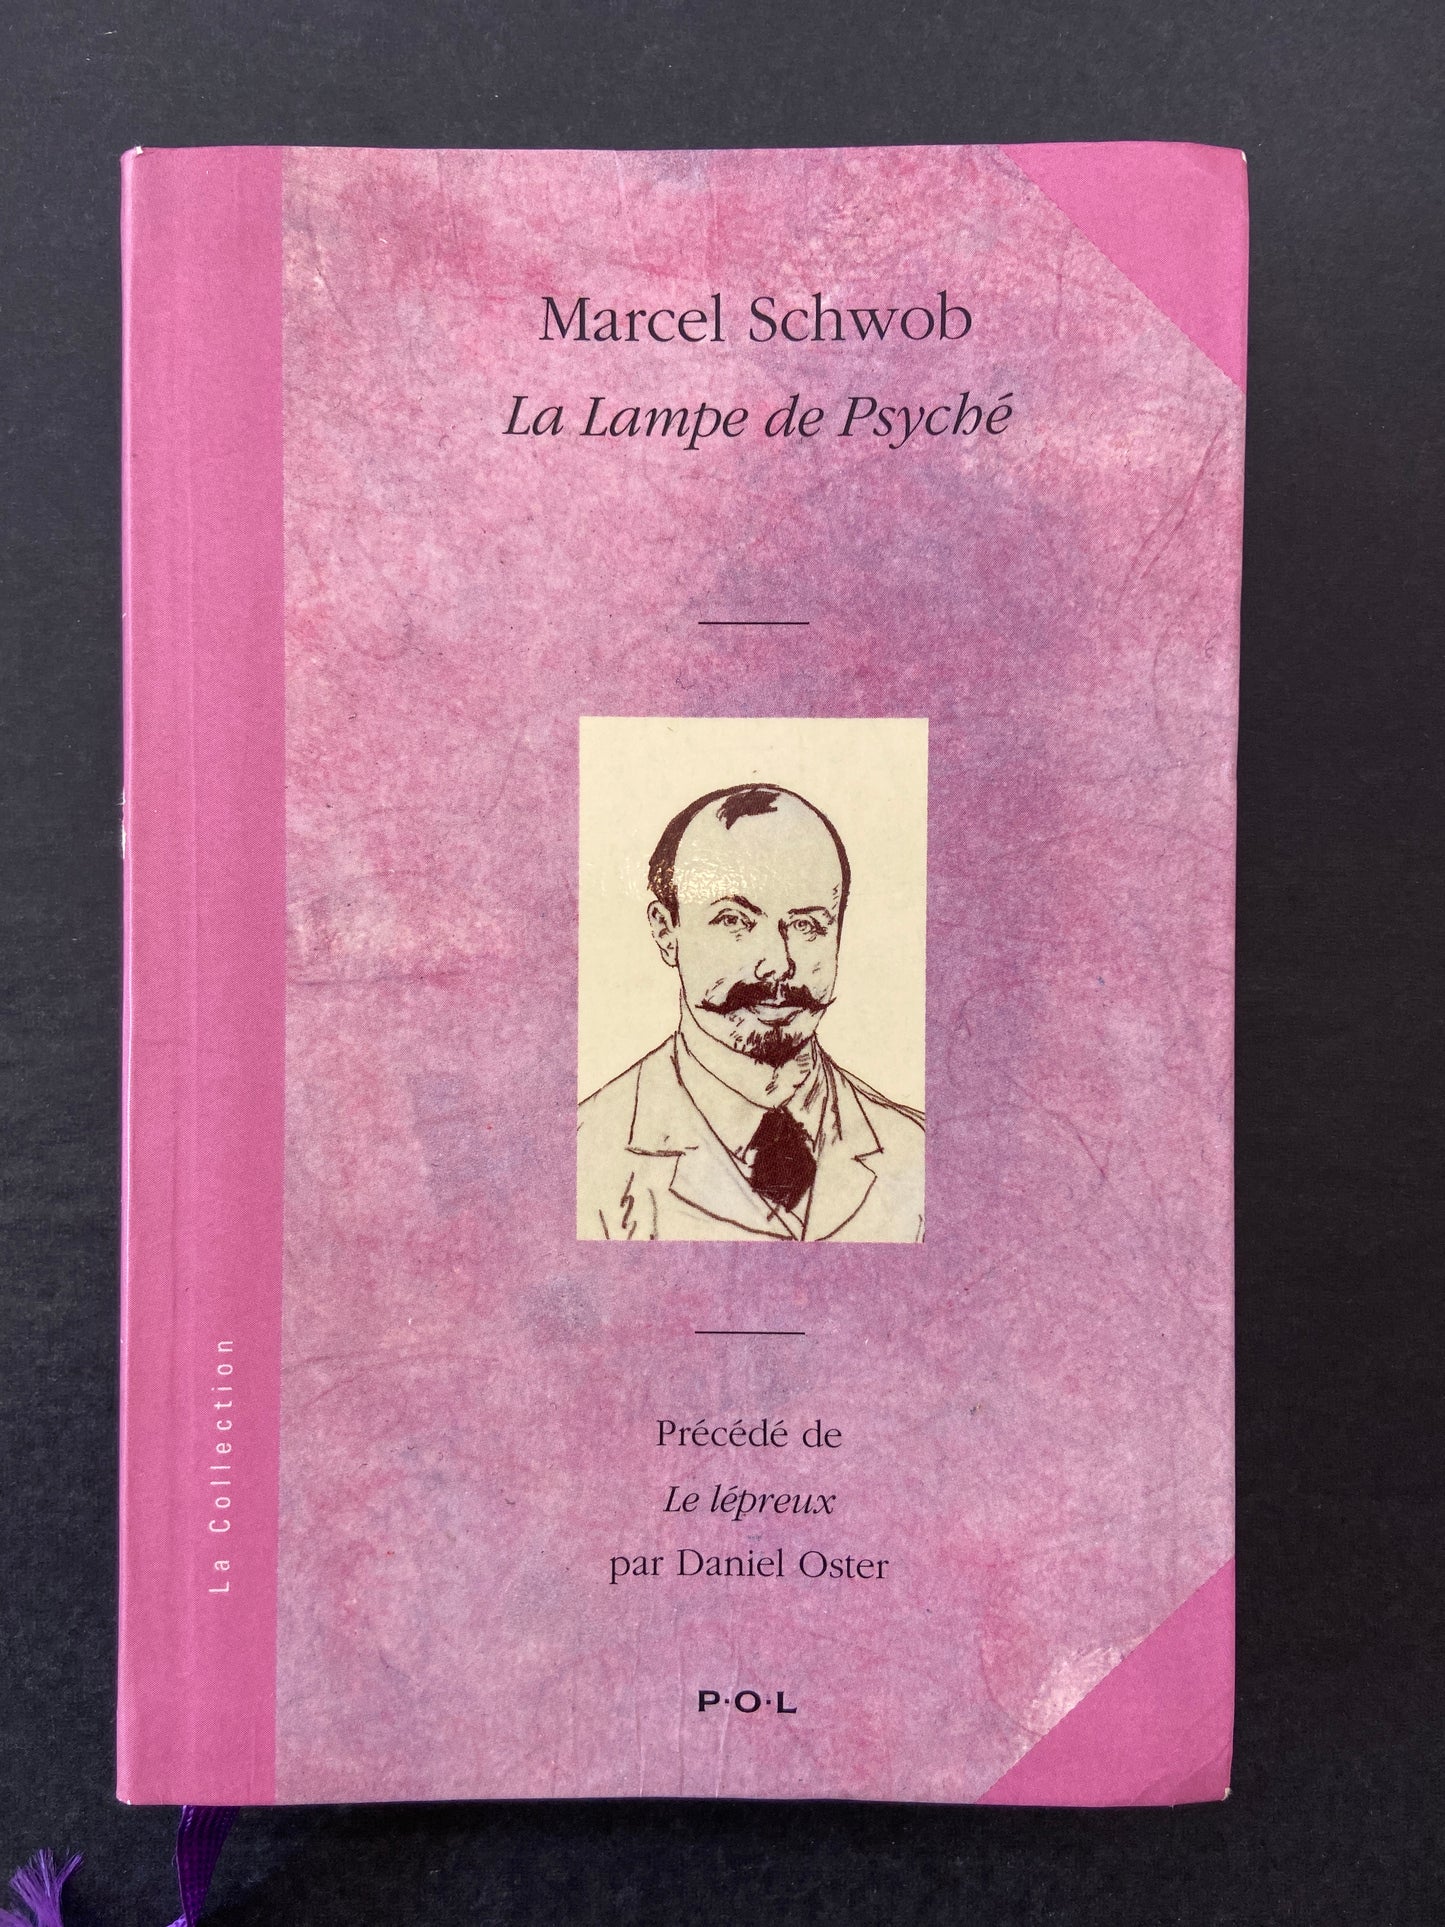 Marcel Schwob
La Lampe de Psyché
Précédé de
Le lépreux
par Daniel Oster
P·O·L
La Collection